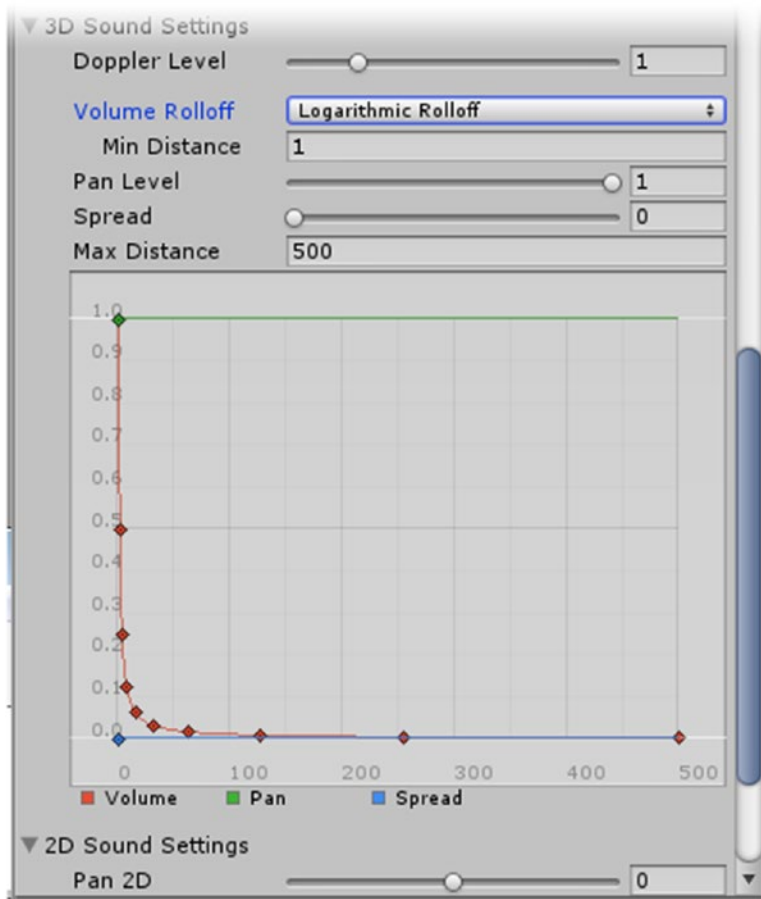 3D Sound Settings
Doppler Level 1
Volume Rolloff Logarithmic Rolloff
Min Distance 1
Pan Level 1
Spread 0
Max Distance 500
1.0
0.9
0.8
0.7
0.6
0.5
0.4
0.3
0.2
0.1
0.0
0 100 200 300 400 500
Volume Pan Spread
2D Sound Settings
Pan 2D 0